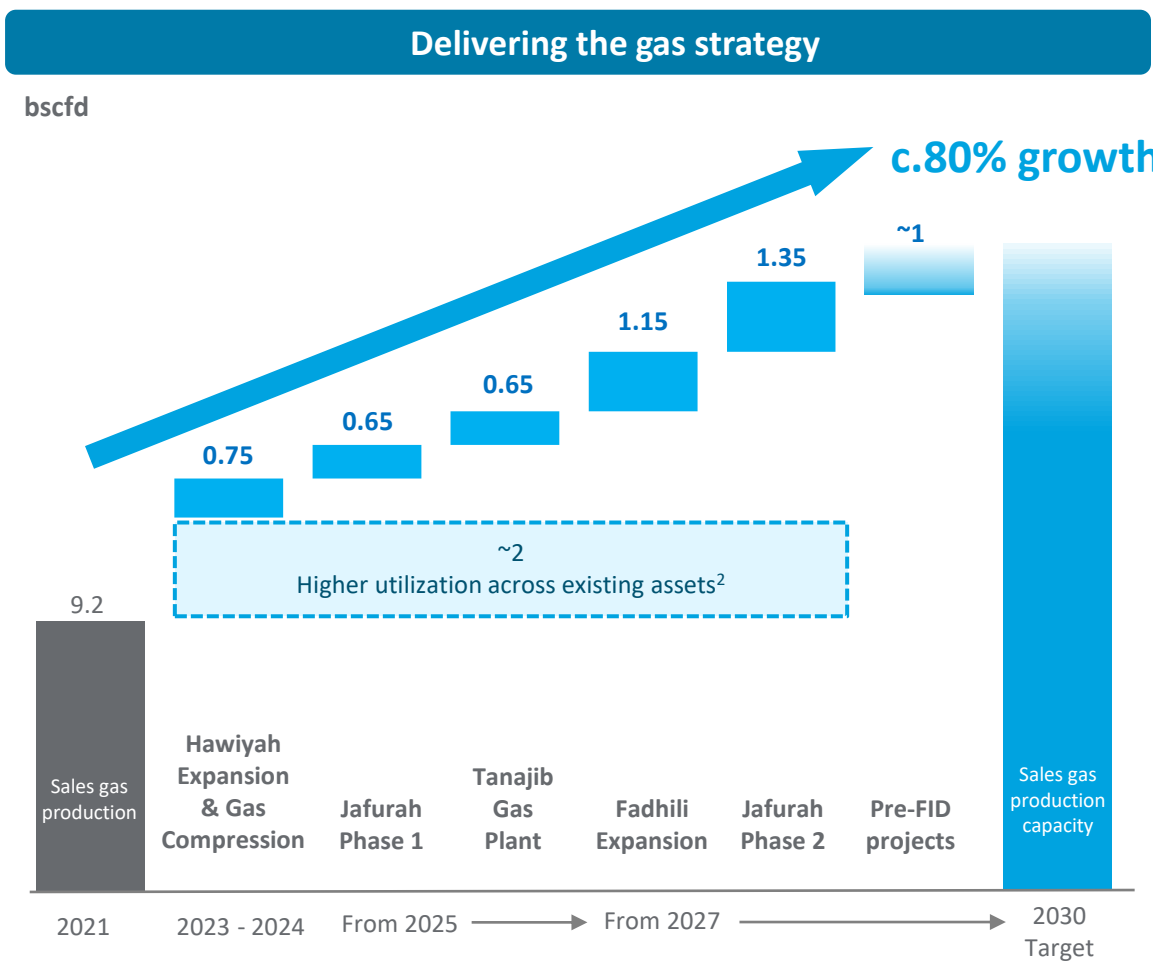 Delivering the gas strategy
bscfd
c.80% growth
~1
1.35
1.15
0.65
0.65
0.75
~2
Higher utilization across existing assets2
9.2
Sales gas
production
Hawiyah
Expansion
& Gas
Compression
Jafurah
Phase 1
Tanajib
Gas
Plant
Fadhili
Expansion
Jafurah
Phase 2
Pre-FID
projects
Sales gas
production
capacity
2021
2023 - 2024
From 2025
From 2027
2030
Target